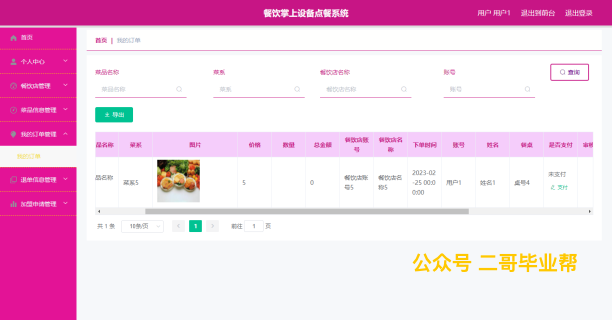 餐饮掌上设备点餐系统
用户 用户1
退出到前台
退出登录
首页
个人中心
餐饮店管理
菜品信息管理
我的订单管理
我的订单
退单信息管理
加盟申请管理
首页 | 我的订单
菜品名称
菜系
餐饮店名称
账号
菜品名称
菜系
餐饮店名称
账号
查询
导出
品名称 菜系 图片 价格 数量 总金额 餐饮店账号 餐饮店名称 下单时间 账号 姓名 餐桌 是否支付 审核
品名称 菜系5 5 0 餐饮店账号5 餐饮店名称5 2023-02-25 00:00:00 用户1 姓名1 桌号4 未支付
支付
共 1 条 10条/页 1 前往 1 页
公众号 二哥毕业帮